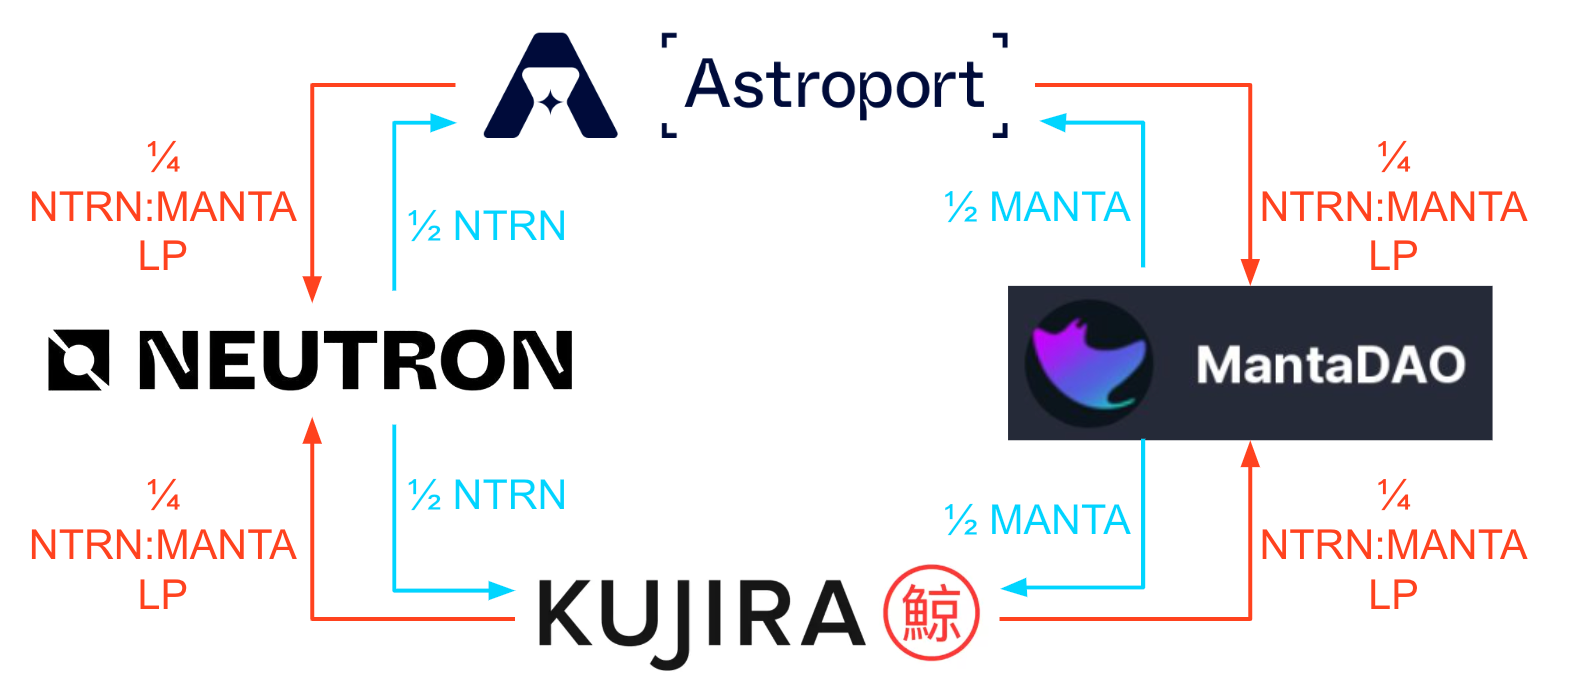 Astroport
¼
NTRN:MANTA
LP
½ NTRN
½ MANTA
¼
NTRN:MANTA
LP
NEUTRON
MantaDAO
¼
NTRN:MANTA
LP
½ NTRN
½ MANTA
¼
NTRN:MANTA
LP
KUJIRA 鯨